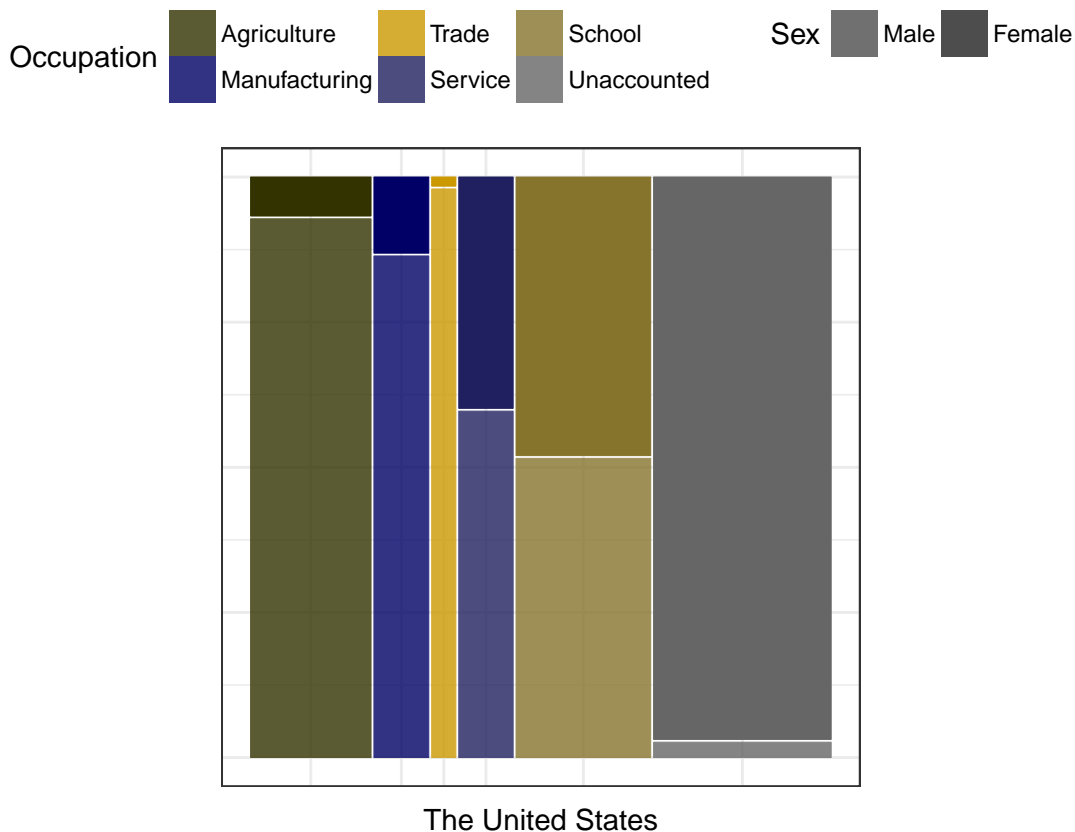 Occupation
Agriculture
Trade
School
Manufacturing
Service
Unaccounted
Sex
Male
Female
The United States